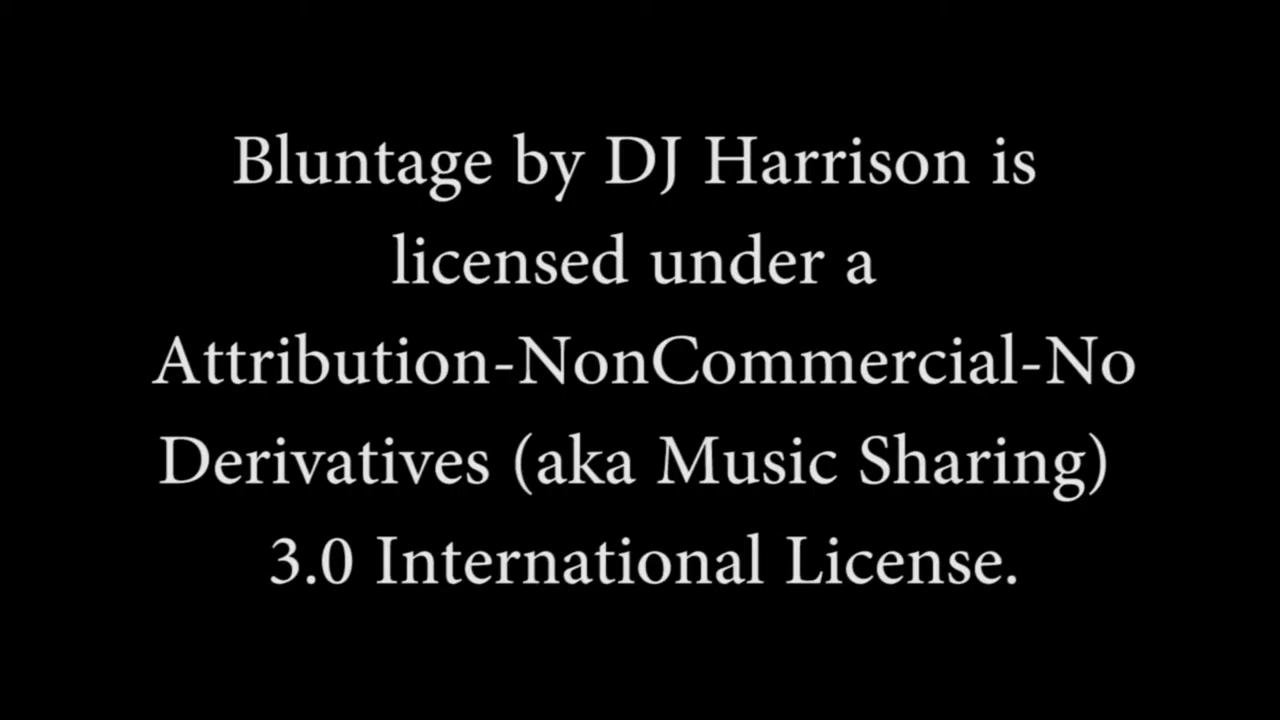 Bluntage by DJ Harrison is
licensed under a
Attribution-NonCommercial-No
Derivatives (aka Music Sharing)
3.0 International License.